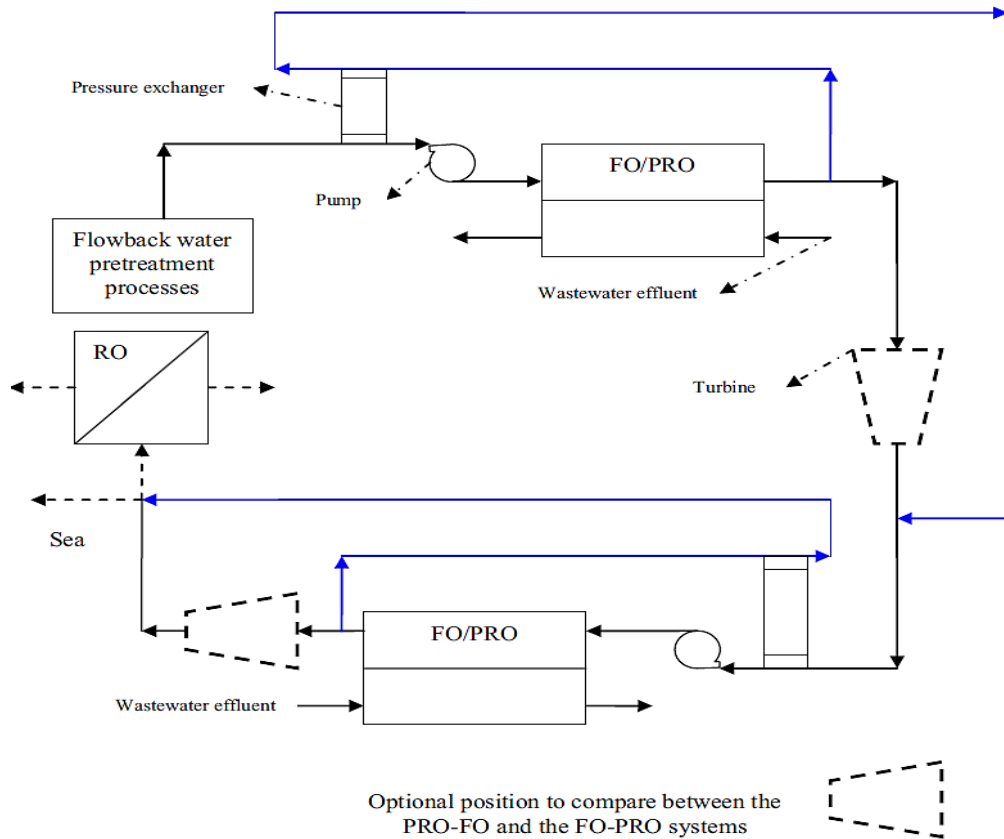 Pressure exchanger
FO/PRO
Pump
Flowback water
pretreatment
processes
Wastewater effluent
RO
Turbine
Sea
FO/PRO
Wastewater effluent
Optional position to compare between the
PRO-FO and the FO-PRO systems